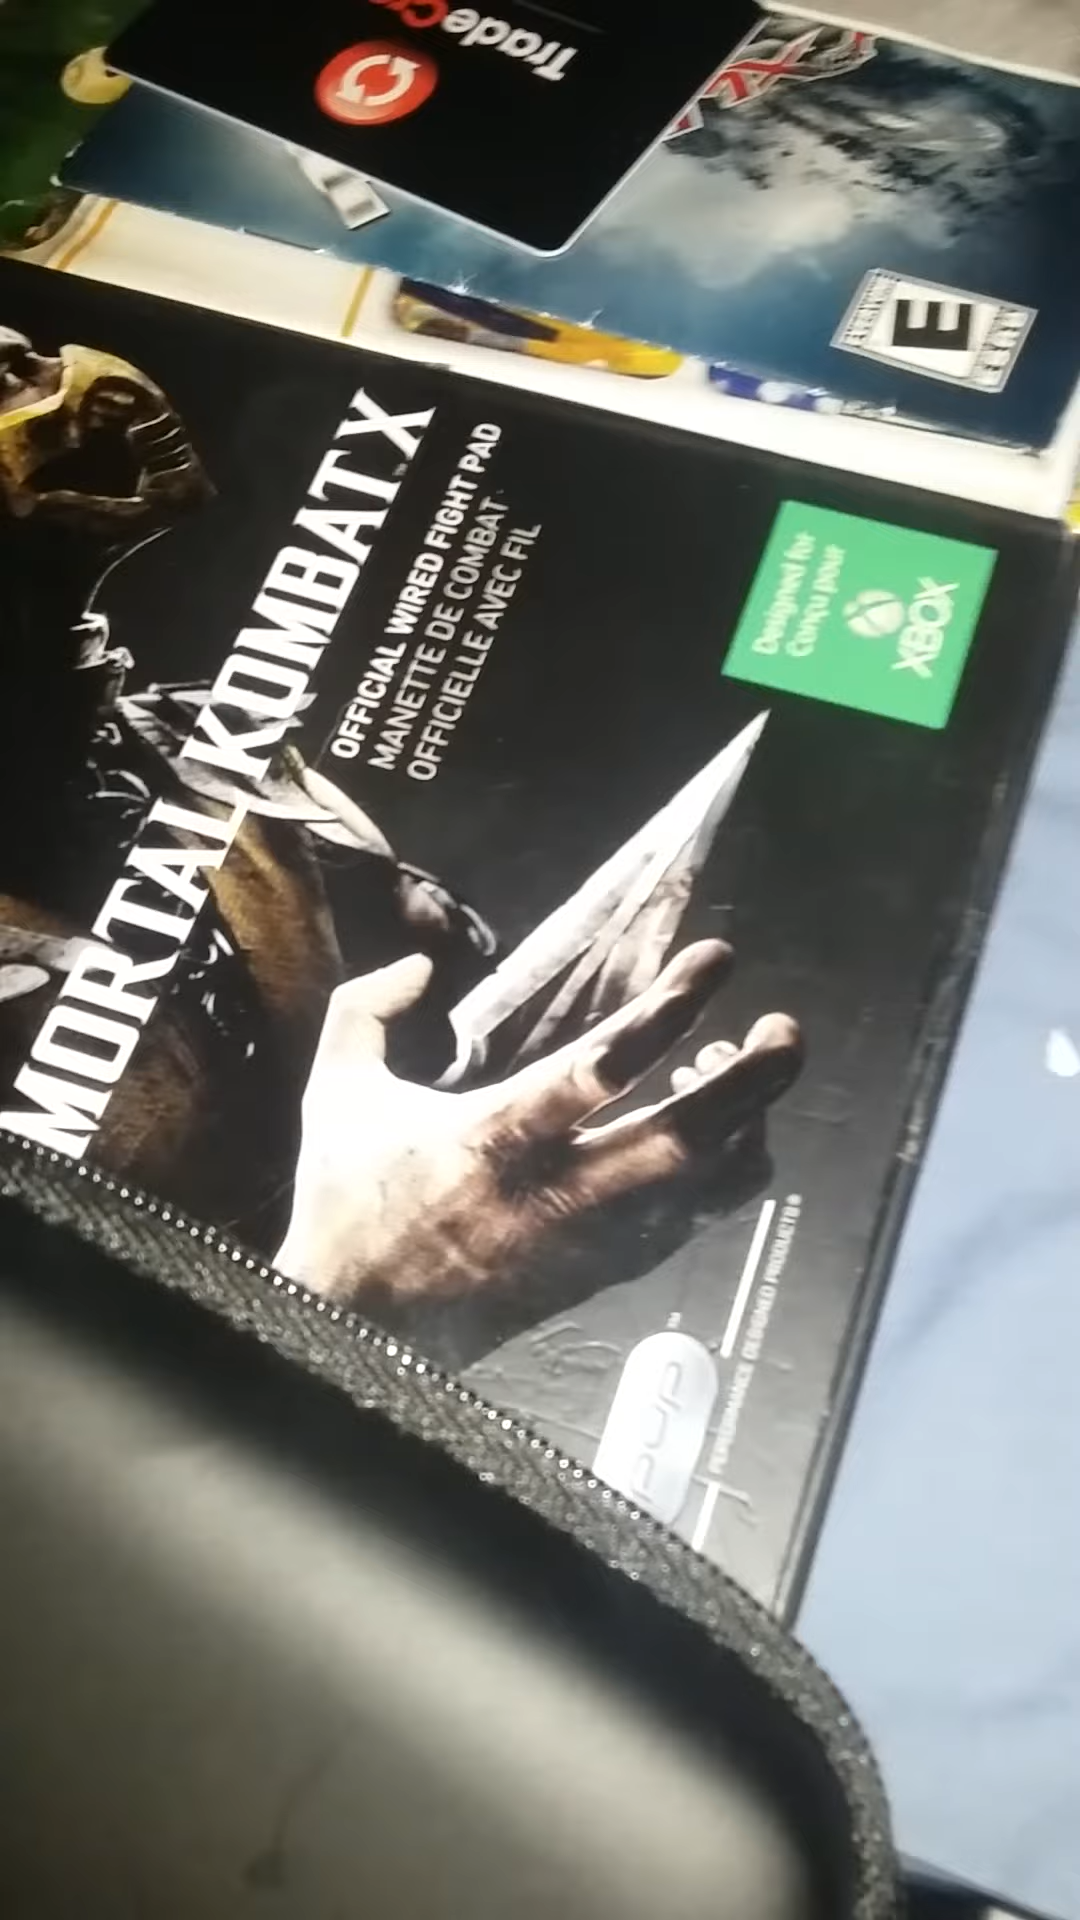 Trade
E
MORTAL KOMBAT X
OFFICIAL WIRED FIGHT PAD
MANETTE DE COMBAT
OFFICIELLE AVEC FIL
Designed for
Conçu pour
XBOX
pdp
PERFORMANCE DESIGNED PRODUCTS